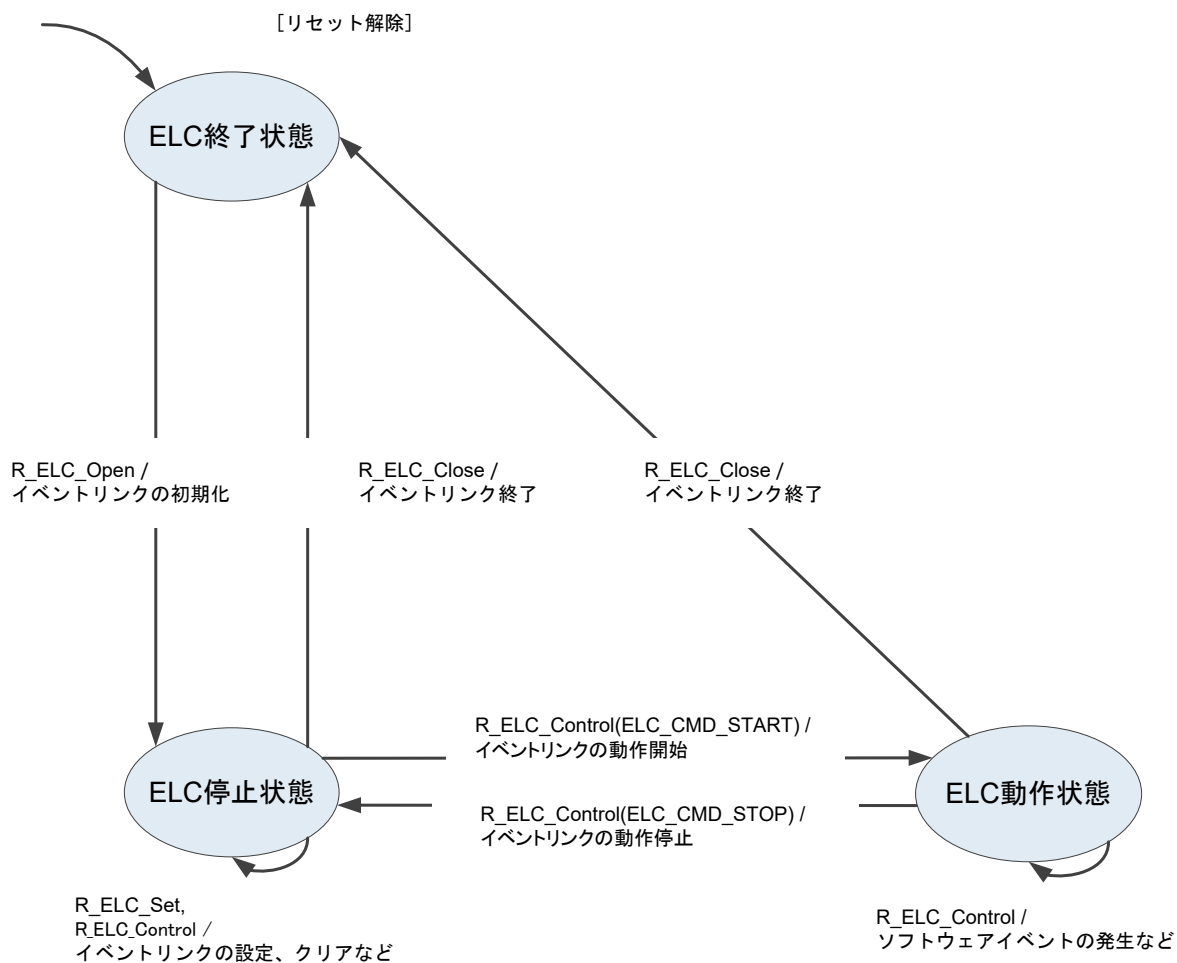 ［リセット解除］
ELC終了状態
R_ELC_Open /
イベントリンクの初期化
R_ELC_Close /
イベントリンク終了
R_ELC_Close /
イベントリンク終了
R_ELC_Control(ELC_CMD_START) /
イベントリンクの動作開始
ELC停止状態
ELC動作状態
R_ELC_Control(ELC_CMD_STOP) /
イベントリンクの動作停止
R_ELC_Set,
R_ELC_Control /
イベントリンクの設定、クリアなど
R_ELC_Control /
ソフトウェアイベントの発生など